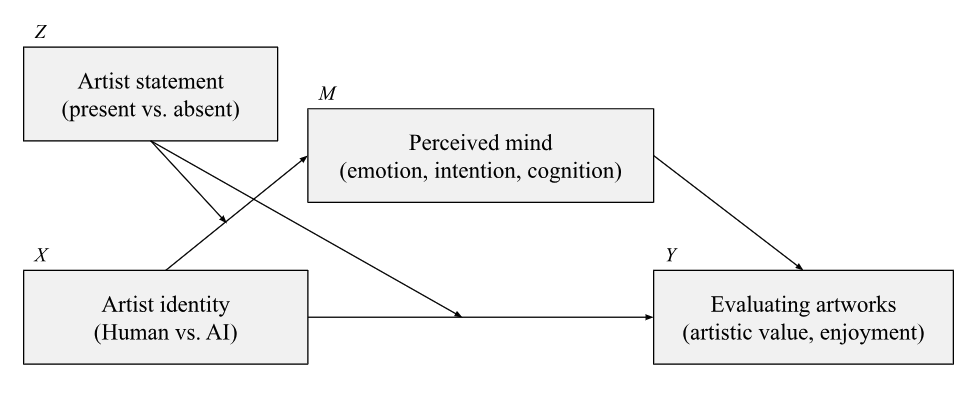 Z
Artist statement
(present vs. absent)
M
Perceived mind
(emotion, intention, cognition)
X
Artist identity
(Human vs. AI)
Y
Evaluating artworks
(artistic value, enjoyment)